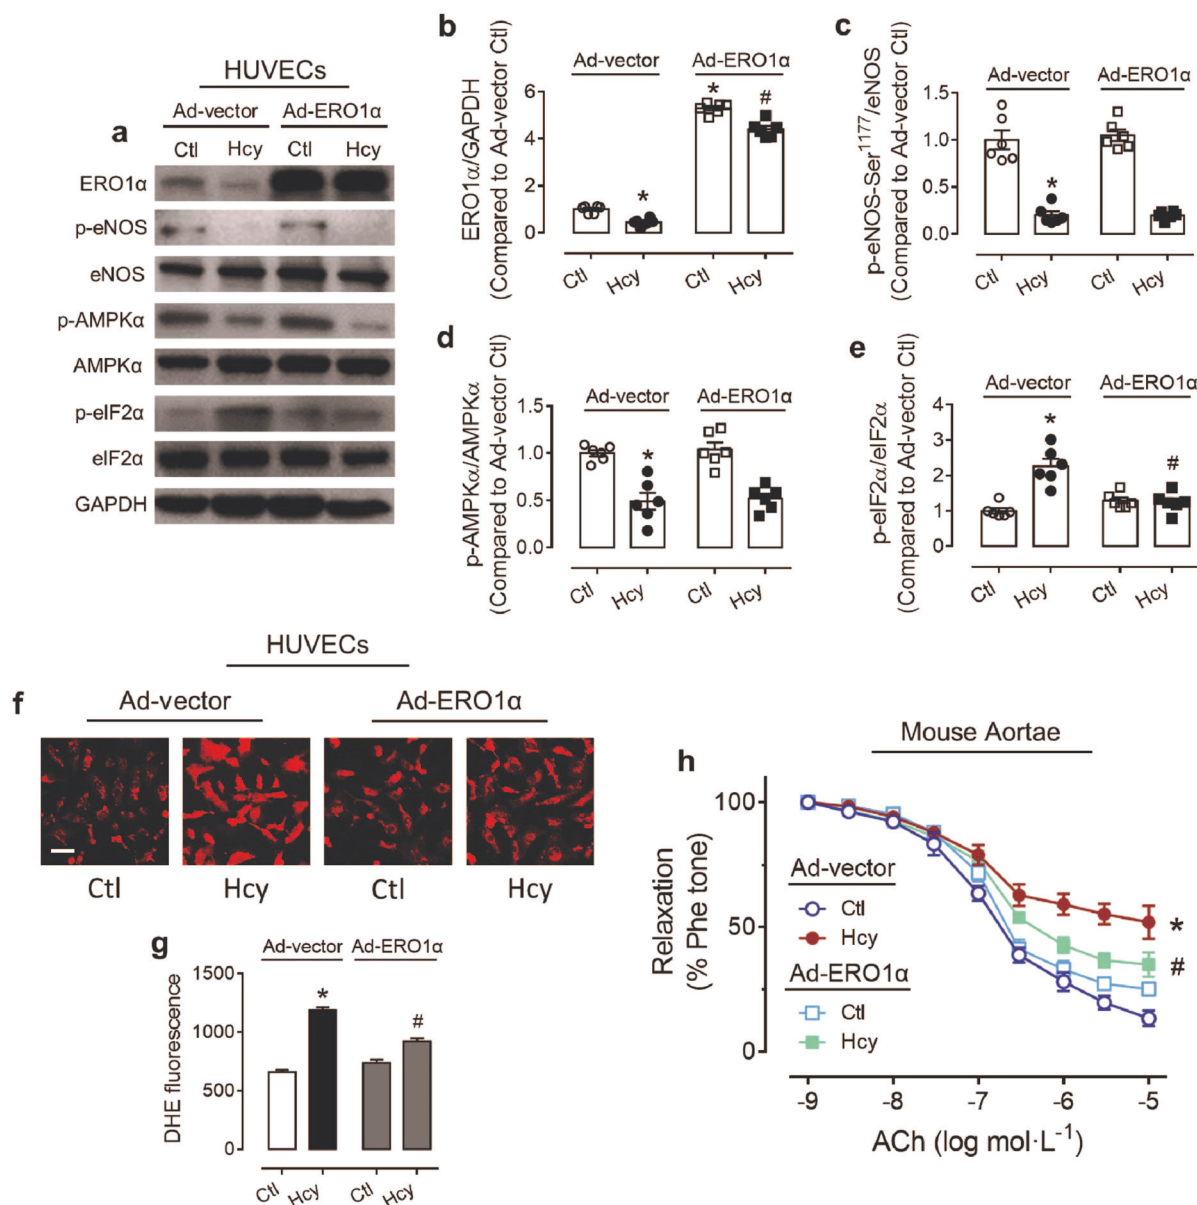 a
HUVECs
Ad-vector Ad-ERO1α
Ctl Hcy Ctl Hcy
ERO1α
p-eNOS
eNOS
p-AMPKα
AMPKα
p-eIF2α
eIF2α
GAPDH
b
Ad-vector Ad-ERO1α
ERO1α/GAPDH
(Compared to Ad-vector Ctl)
6
4
2
0
*
*
#
Ctl Hcy Ctl Hcy
c
Ad-vector Ad-ERO1α
p-eNOS-Ser¹¹⁷⁷/eNOS
(Compared to Ad-vector Ctl)
1.5
1.0
0.5
0.0
*
Ctl Hcy Ctl Hcy
d
Ad-vector Ad-ERO1α
p-AMPKα/AMPKα
(Compared to Ad-vector Ctl)
1.5
1.0
0.5
0.0
*
Ctl Hcy Ctl Hcy
e
Ad-vector Ad-ERO1α
p-eIF2α/eIF2α
(Compared to Ad-vector Ctl)
4
3
2
1
0
*
#
Ctl Hcy Ctl Hcy
f
HUVECs
Ad-vector Ad-ERO1α
Ctl Hcy Ctl Hcy
g
Ad-vector Ad-ERO1α
DHE fluorescence
1500
1000
500
0
*
#
Ctl Hcy Ctl Hcy
h
Mouse Aortae
Relaxation
(% Phe tone)
100
50
0
Ad-vector
Ctl
Hcy
Ad-ERO1α
Ctl
Hcy
*
#
-9 -8 -7 -6 -5
ACh (log mol·L⁻¹)